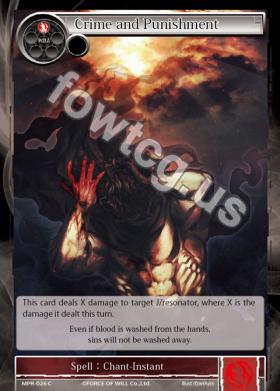 Crime and Punishment
WILL
fowtcg.us
This card deals X damage to target J/resonator, where X is the
damage it dealt this turn.
Even if blood is washed from the hands,
sins will not be washed away.
Spell : Chant-Instant
MPR-026 C
©FORCE OF WILL Co.,Ltd.